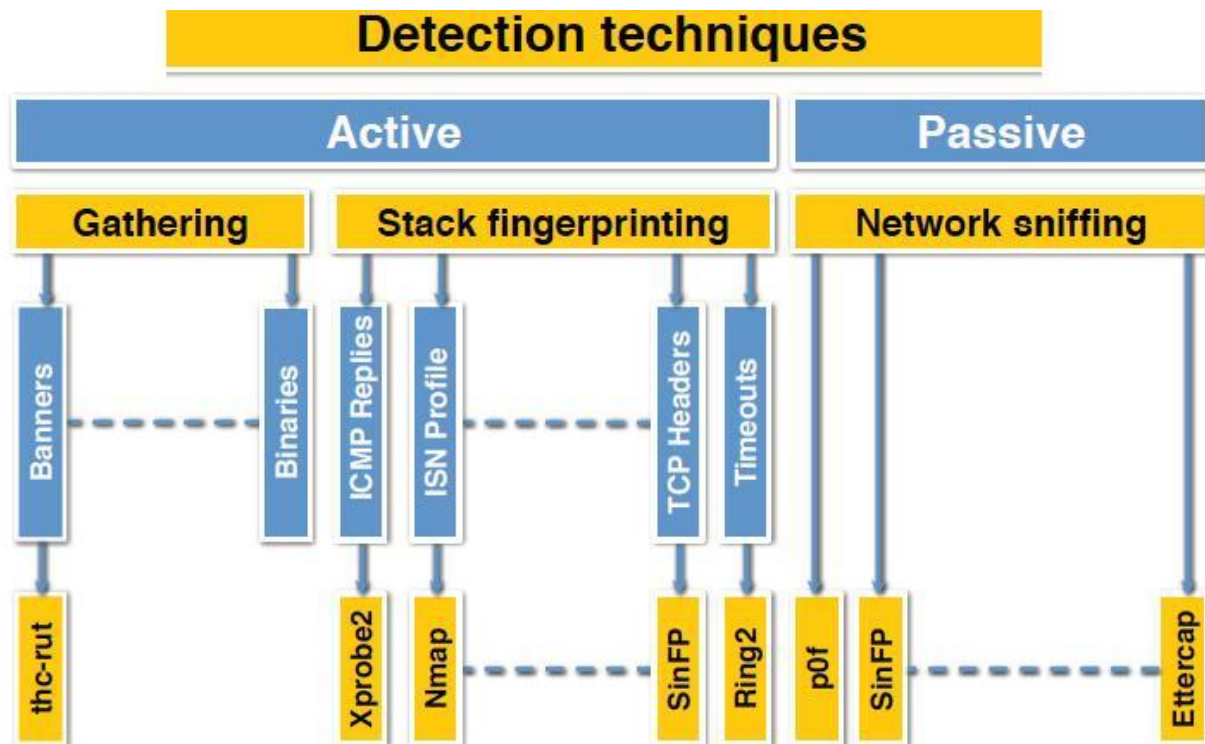 Detection techniques
Active
Passive
Gathering
Stack fingerprinting
Network sniffing
Banners
Binaries
ICMP Replies
ISN Profile
TCP Headers
Timeouts
thc-rut
Xprobe2
Nmap
SinFP
Ring2
p0f
SinFP
Ettercap